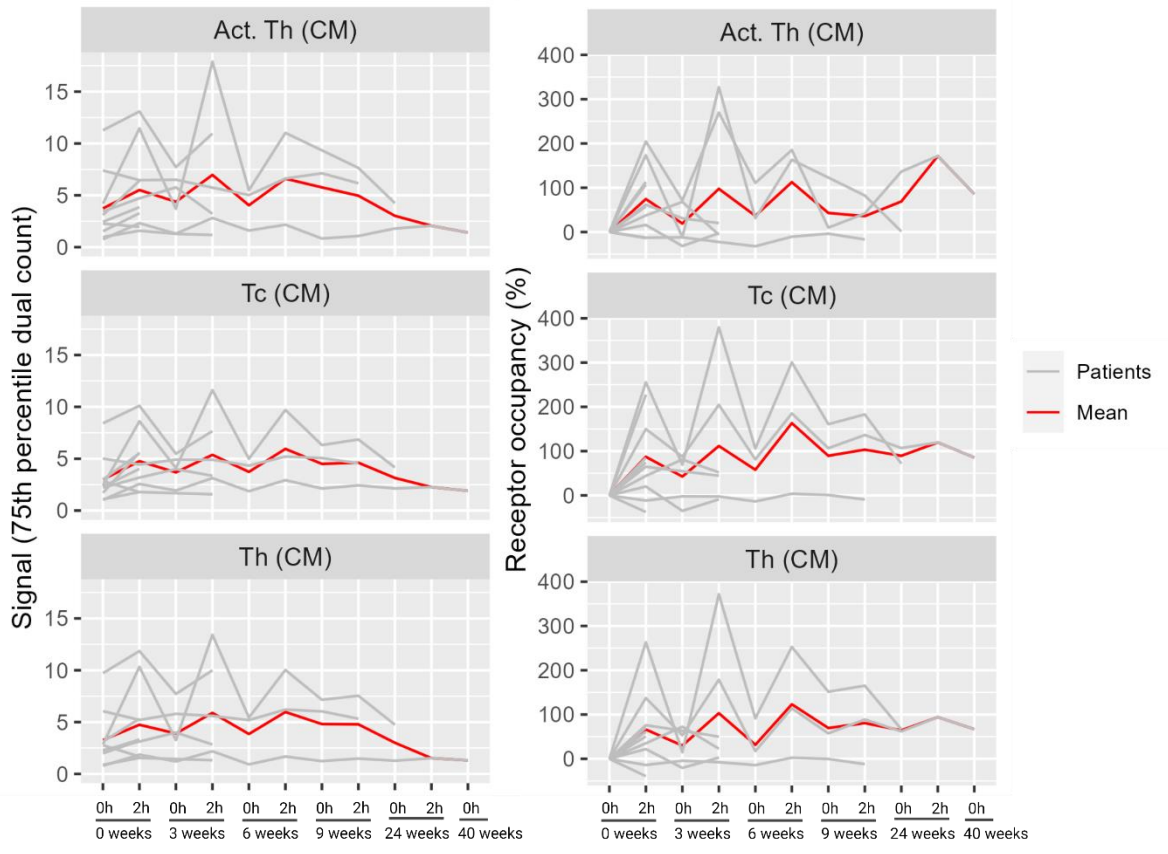 Signal (75th percentile dual count)
Act. Th (CM)
15
10
5
0
Tc (CM)
15
10
5
0
Th (CM)
15
10
5
0
0h 2h 0h 2h 0h 2h 0h 2h 0h 2h 0h
0 weeks 3 weeks 6 weeks 9 weeks 24 weeks 40 weeks
Receptor occupancy (%)
Act. Th (CM)
400
300
200
100
0
Tc (CM)
400
300
200
100
0
Th (CM)
400
300
200
100
0
0h 2h 0h 2h 0h 2h 0h 2h 0h 2h 0h
0 weeks 3 weeks 6 weeks 9 weeks 24 weeks 40 weeks
Patients
Mean